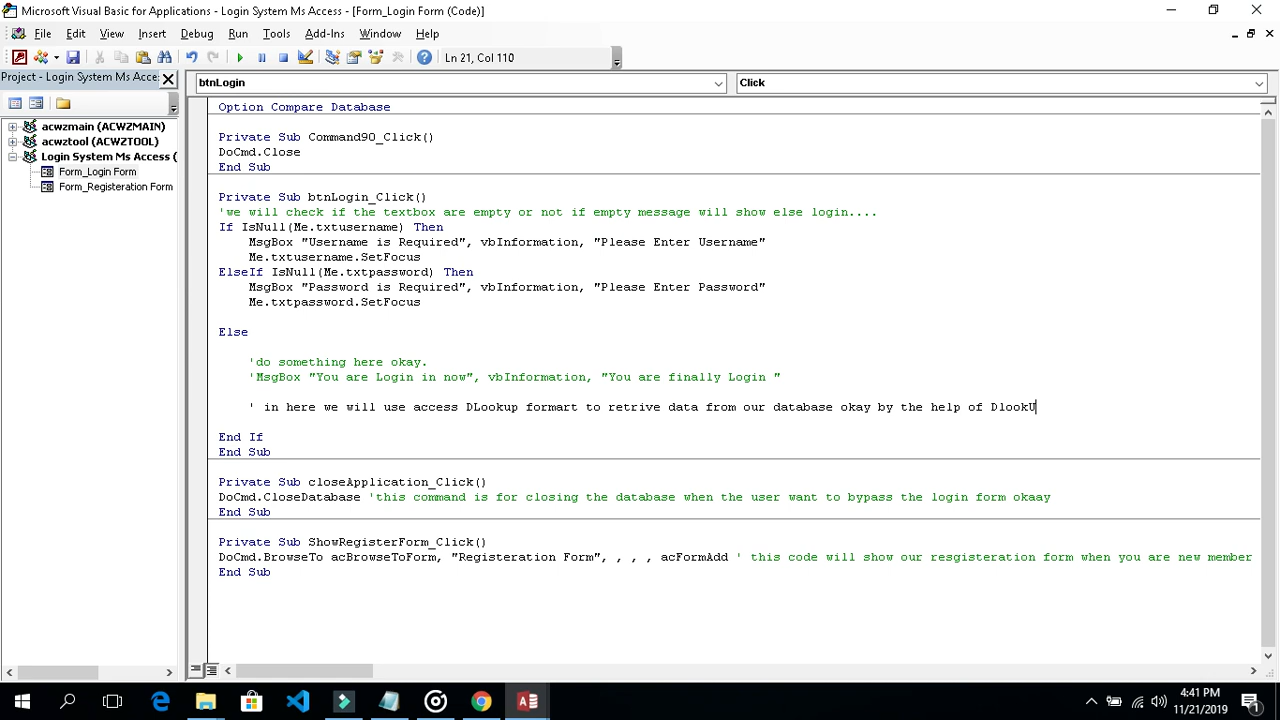 Microsoft Visual Basic for Applications - Login System Ms Access - [Form_Login Form (Code)]
File Edit View Insert Format Debug Run Tools Add-Ins Window Help
Ln 21, Col 110
Project - Login System Ms Acce:
btnLogin
Click
acwzmain (ACWZMAIN)
acwztool (ACWZTOOL)
Login System Ms Access (
Form_Login Form
Form_Registeration Form
Option Compare Database
Private Sub Command90_Click()
DoCmd.Close
End Sub
Private Sub btnLogin_Click()
'we will check if the textbox are empty or not if empty message will show else login....
If IsNull(Me.txtusername) Then
MsgBox "Username is Required", vbInformation, "Please Enter Username"
Me.txtusername.SetFocus
ElseIf IsNull(Me.txtpassword) Then
MsgBox "Password is Required", vbInformation, "Please Enter Password"
Me.txtpassword.SetFocus
Else
'do something here okay.
'MsgBox "You are Login in now", vbInformation, "You are finally Login "
' in here we will use access DLookup formart to retrive data from our database okay by the help of DlookU
End If
End Sub
Private Sub closeApplication_Click()
DoCmd.CloseDatabase 'this command is for closing the database when the user want to bypass the login form okaay
End Sub
Private Sub ShowRegisterForm_Click()
DoCmd.BrowseTo acBrowseToForm, "Registeration Form", , , , acFormAdd ' this code will show our resgisteration form when you are new member
End Sub
4:41 PM
11/21/2019